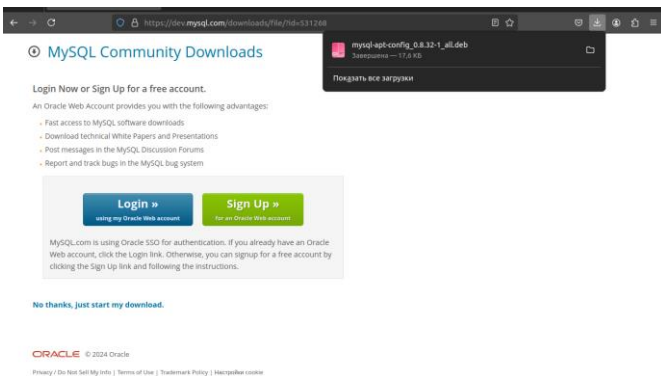 https://dev.mysql.com/downloads/file/?id=531268
MySQL Community Downloads
mysql-apt-config_0.8.32-1_all.deb
Завершена — 17,6 КБ
Показать все загрузки
Login Now or Sign Up for a free account.
An Oracle Web Account provides you with the following advantages:
Fast access to MySQL software downloads
Download technical White Papers and Presentations
Post messages in the MySQL Discussion Forums
Report and track bugs in the MySQL bug system
Login »
using my Oracle Web account
Sign Up »
for an Oracle Web account
MySQL.com is using Oracle SSO for authentication. If you already have an Oracle
Web account, click the Login link. Otherwise, you can signup for a free account by
clicking the Sign Up link and following the instructions.
No thanks, just start my download.
ORACLE © 2024 Oracle
Privacy / Do Not Sell My Info | Terms of Use | Trademark Policy | Настройки cookie